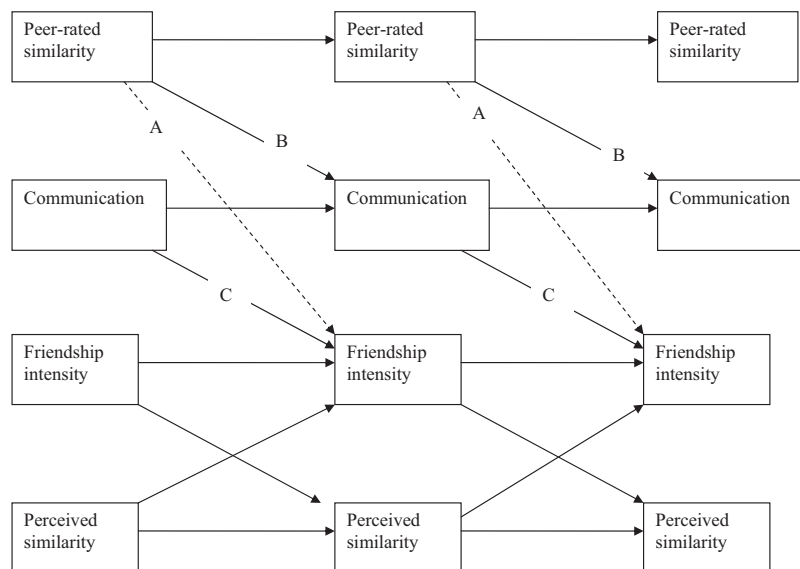 Peer-rated
similarity
Peer-rated
similarity
Peer-rated
similarity
A
A
B
B
Communication
Communication
Communication
C
C
Friendship
intensity
Friendship
intensity
Friendship
intensity
Perceived
similarity
Perceived
similarity
Perceived
similarity